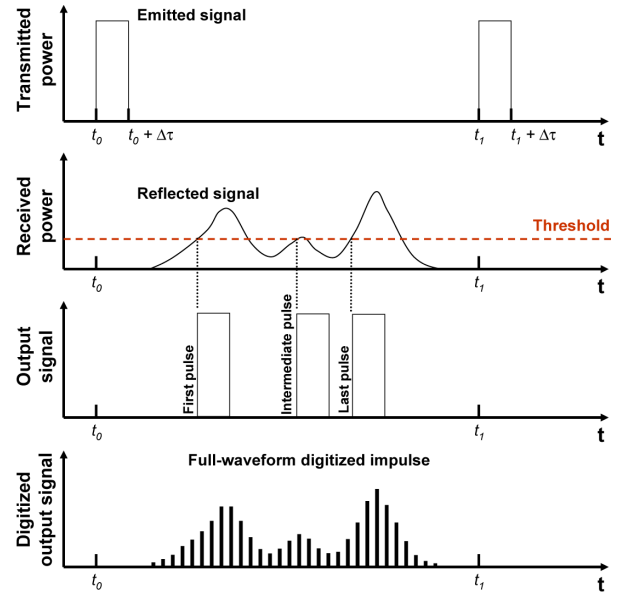 Transmitted
power
Emitted signal
t0
t0 + Δτ
t1
t1 + Δτ
t
Received
power
Reflected signal
Threshold
t0
t1
t
Output
signal
First pulse
Intermediate pulse
Last pulse
t0
t1
t
Digitized
output signal
Full-waveform digitized impulse
t0
t1
t